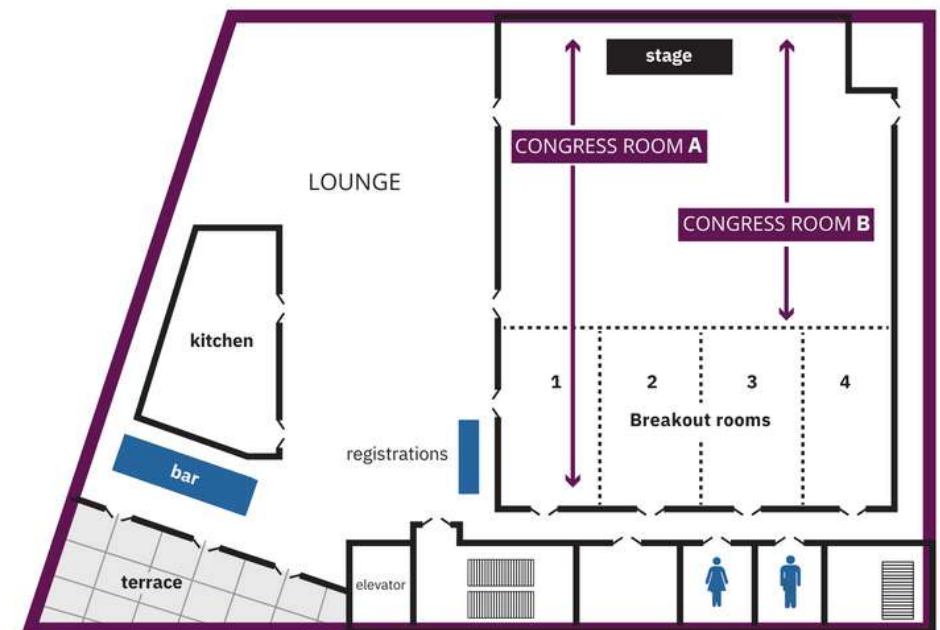 stage
CONGRESS ROOM A
LOUNGE
CONGRESS ROOM B
kitchen
1
2
3
4
Breakout rooms
registrations
bar
terrace
elevator